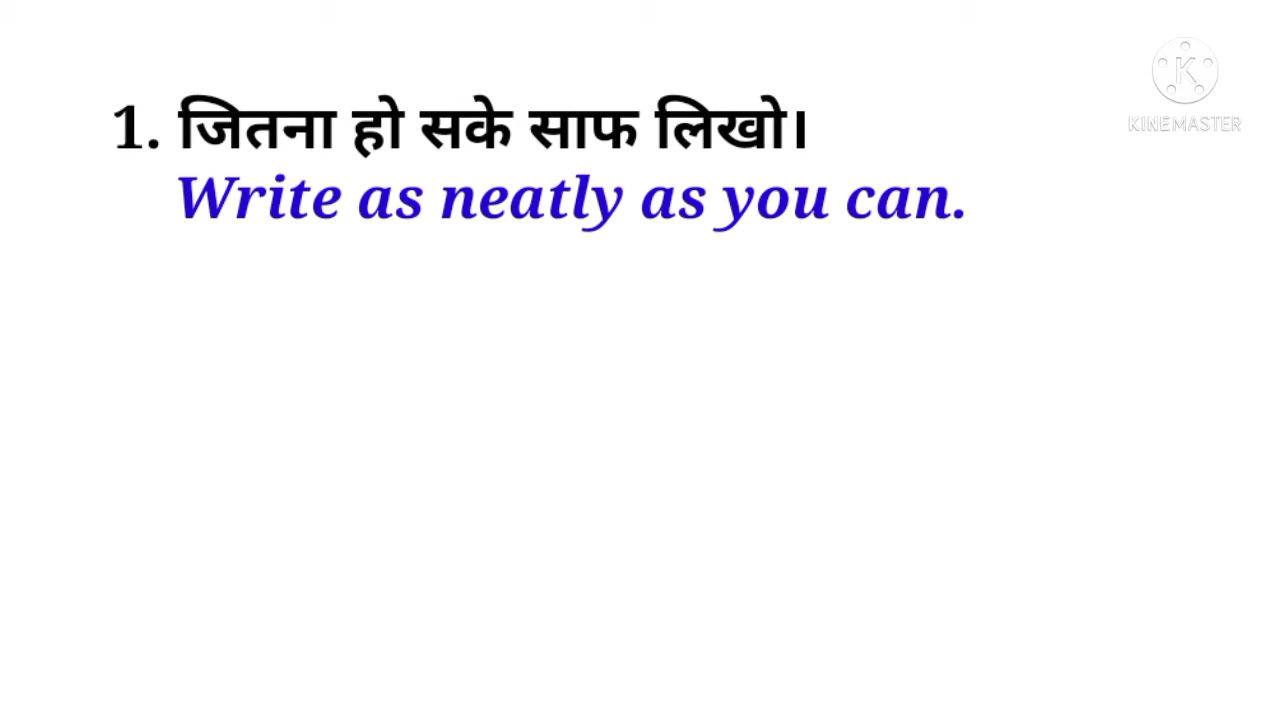 1. जितना हो सके साफ लिखो।
Write as neatly as you can.
K
KINEMASTER